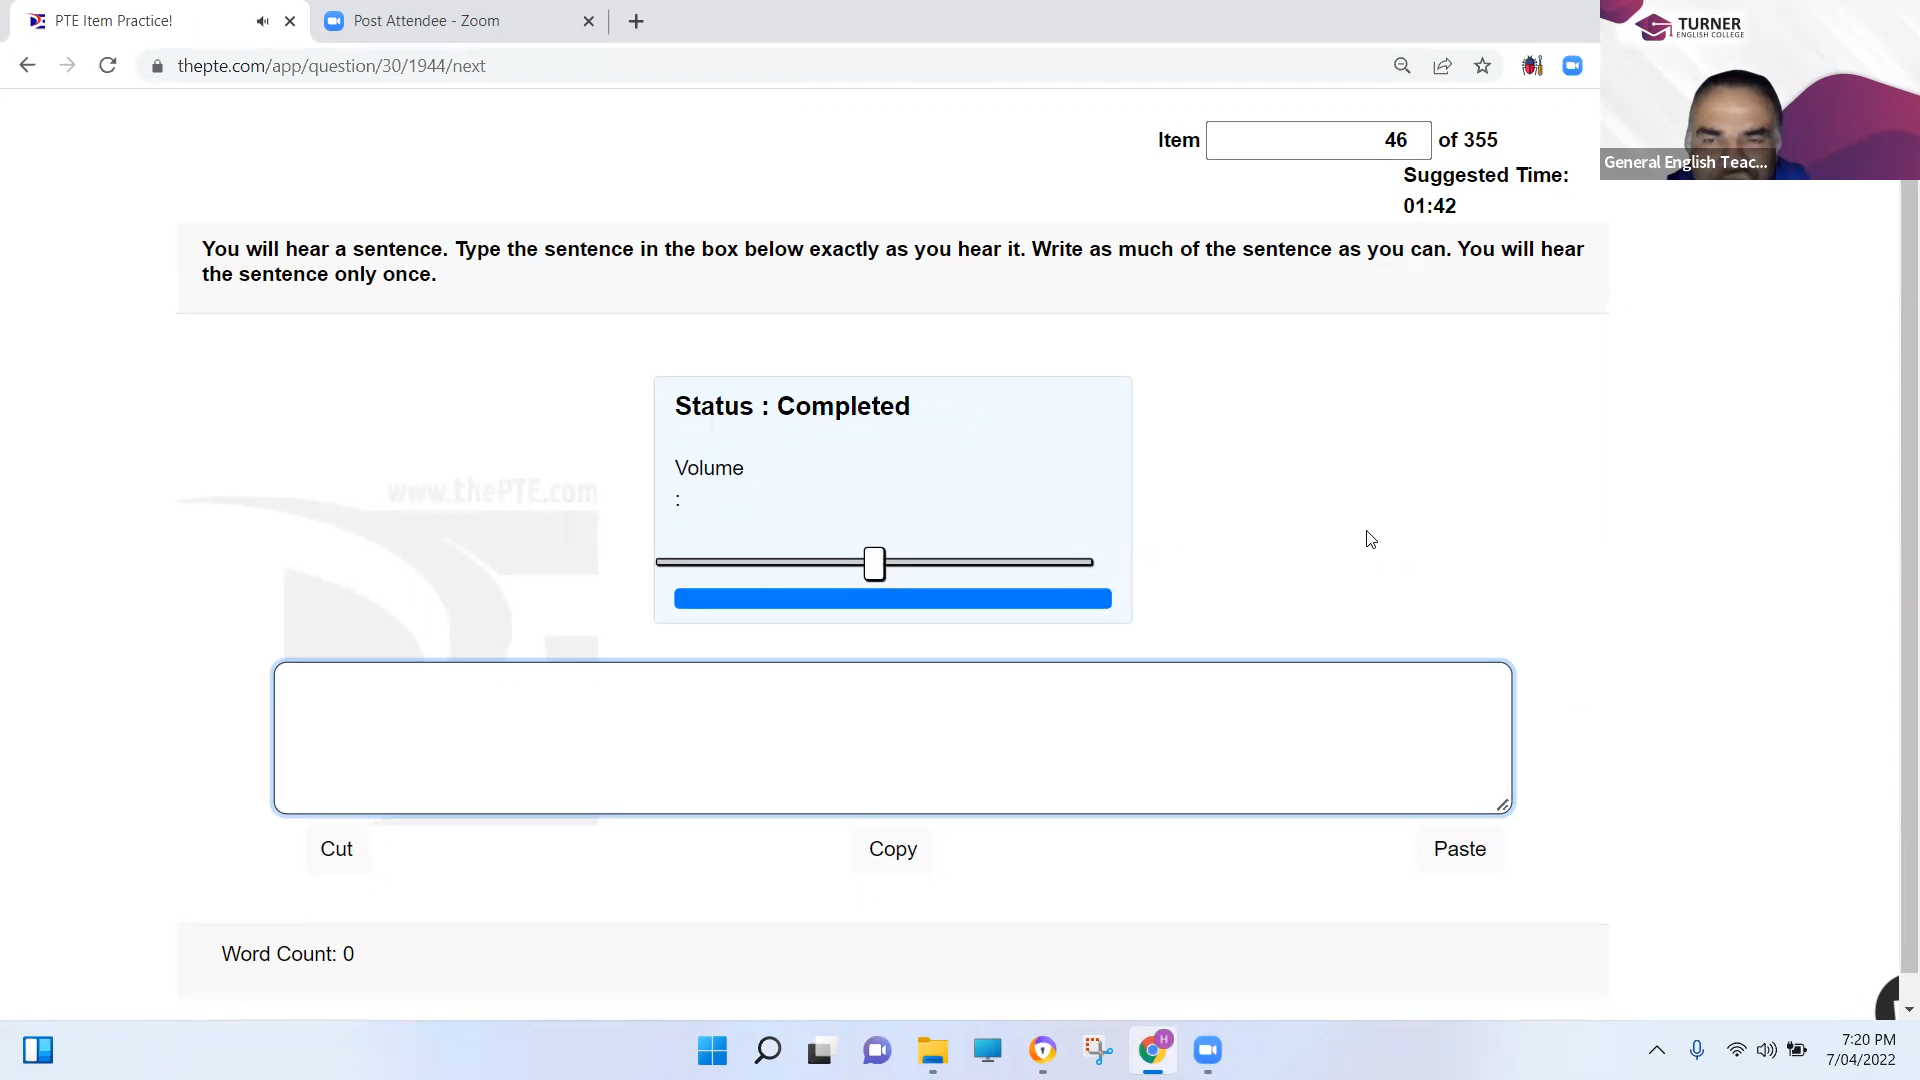 PTE Item Practice!
Post Attendee - Zoom
thepte.com/app/question/30/1944/next
TURNER
ENGLISH COLLEGE
General English Teac...
Item 46 of 355
Suggested Time:
01:42
You will hear a sentence. Type the sentence in the box below exactly as you hear it. Write as much of the sentence as you can. You will hear
the sentence only once.
Status : Completed
Volume
:
www.thePTE.com
Cut Copy Paste
Word Count: 0
H
7:20 PM
7/04/2022